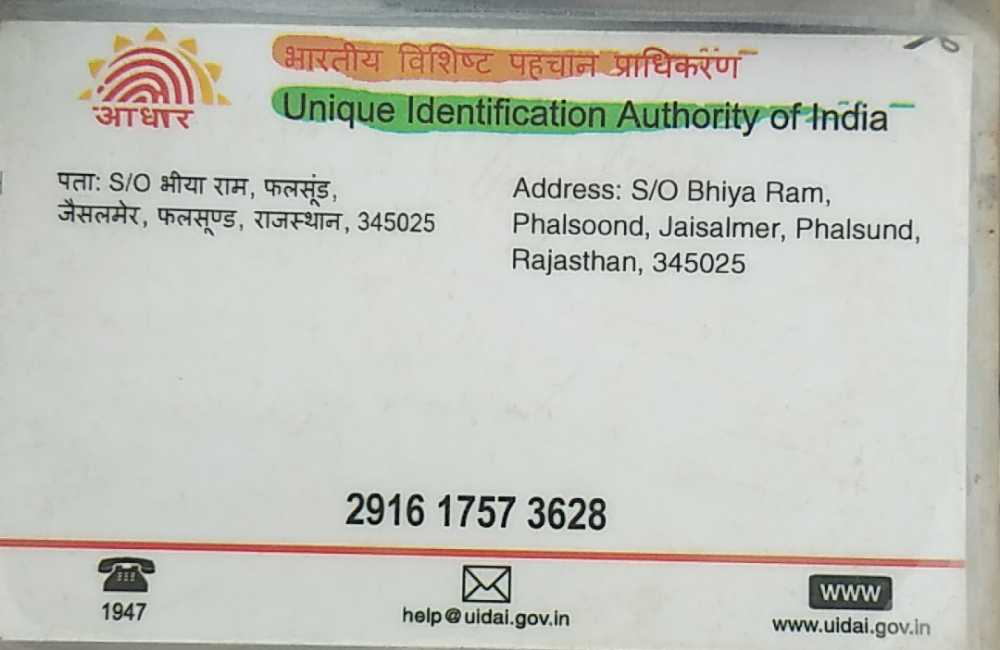 आधार
भारतीय विशिष्ट पहचान प्राधिकरण
Unique Identification Authority of India
पता: S/O भीया राम, फलसूंड,
जैसलमेर, फलसूण्ड, राजस्थान, 345025
Address: S/O Bhiya Ram,
Phalsoond, Jaisalmer, Phalsund,
Rajasthan, 345025
2916 1757 3628
1947
help@uidai.gov.in
www
www.uidai.gov.in